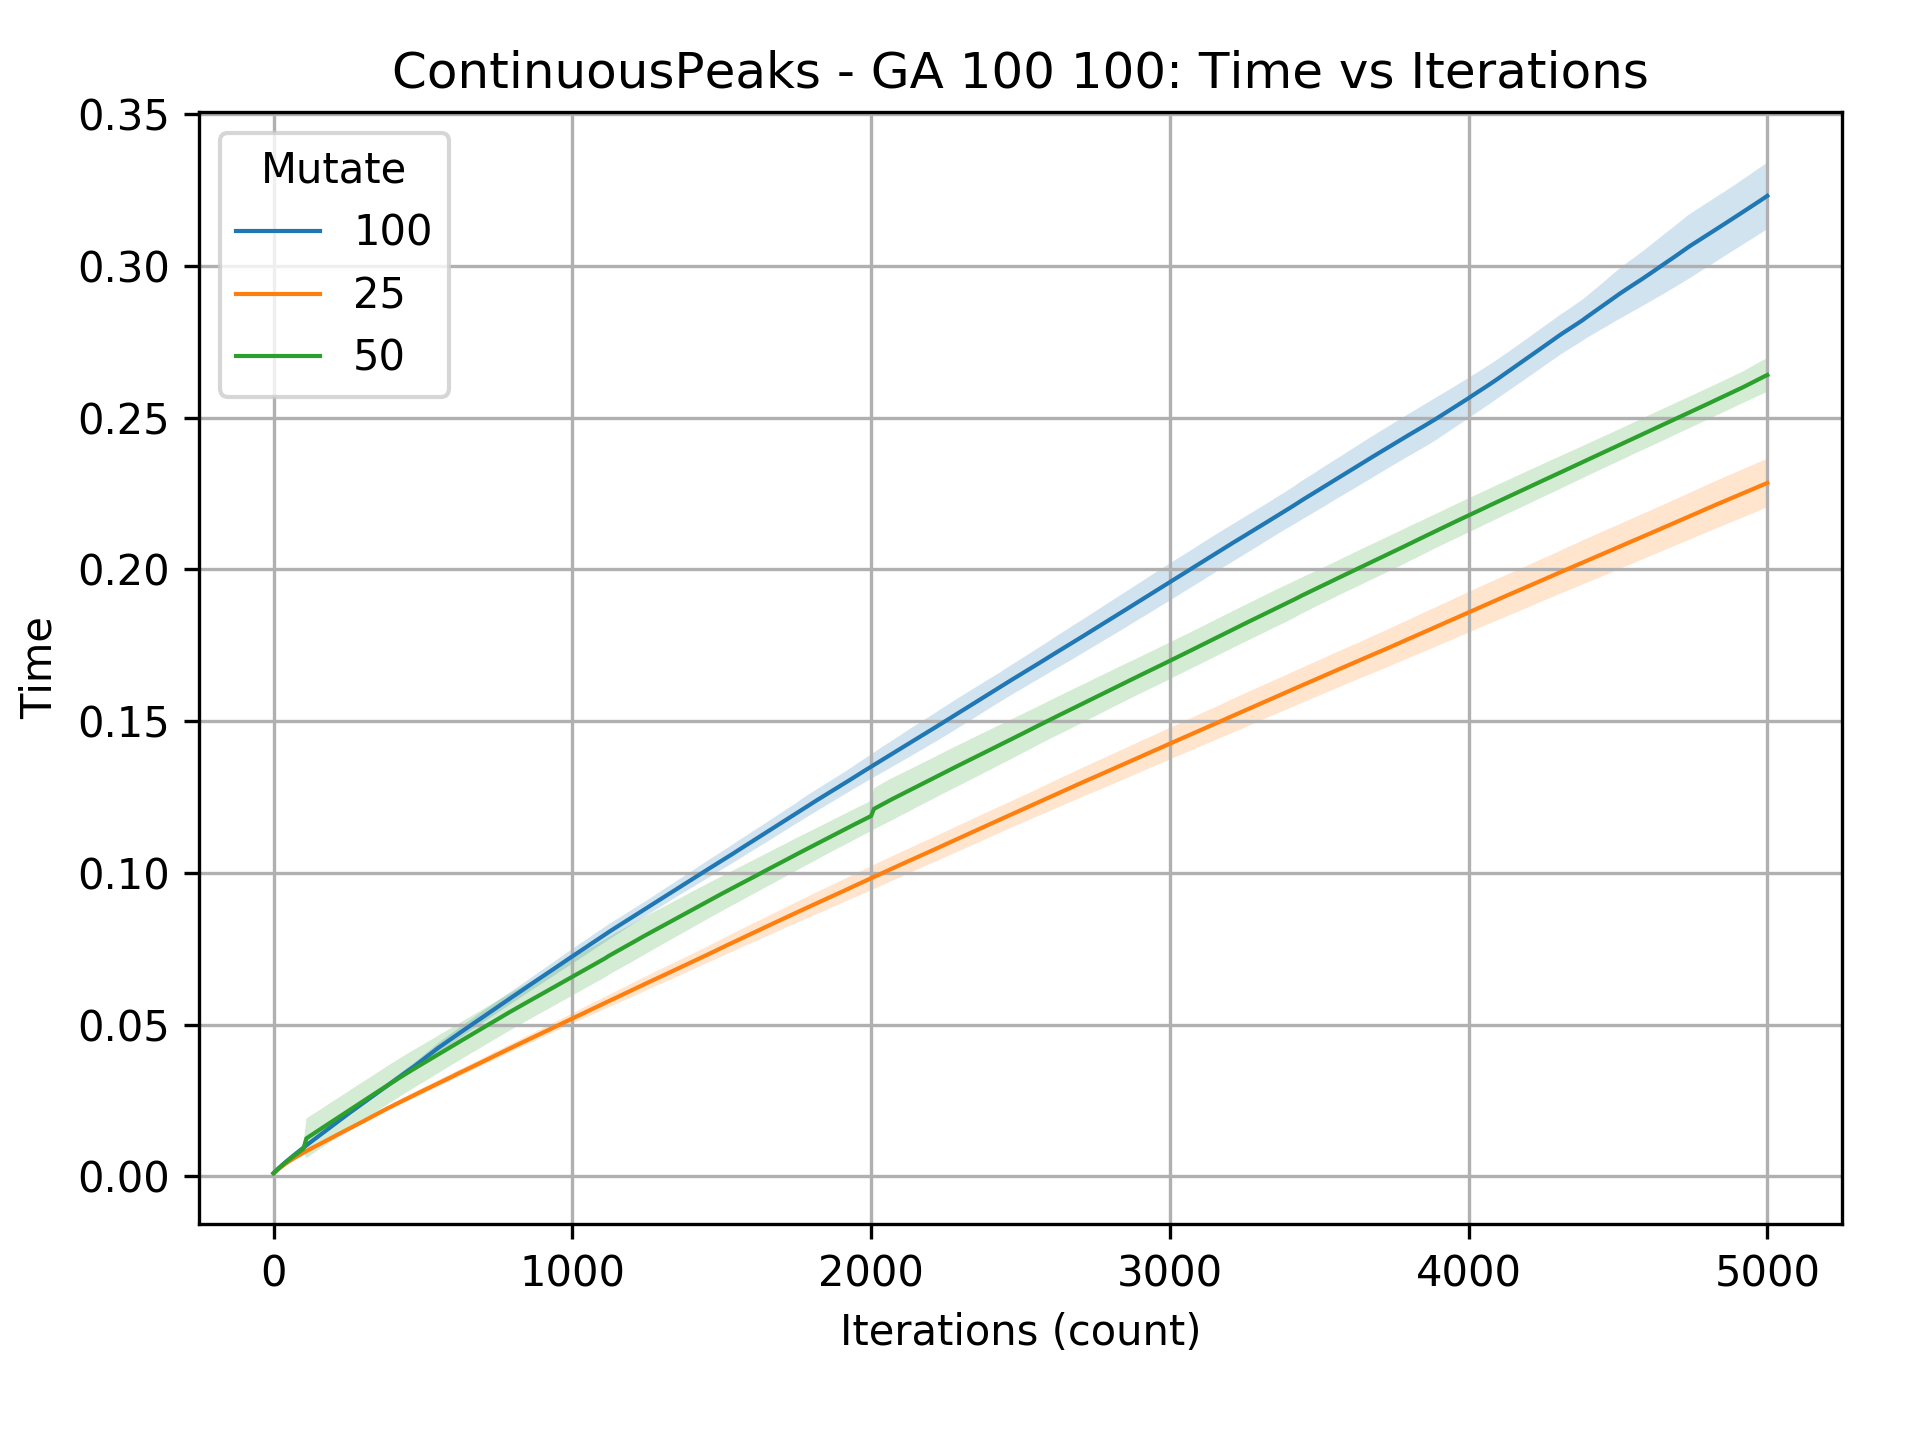 ContinuousPeaks - GA 100 100: Time vs Iterations
0.35
0.30
0.25
0.20
0.15
0.10
0.05
0.00
Time
Mutate
100
25
50
0 1000 2000 3000 4000 5000
Iterations (count)